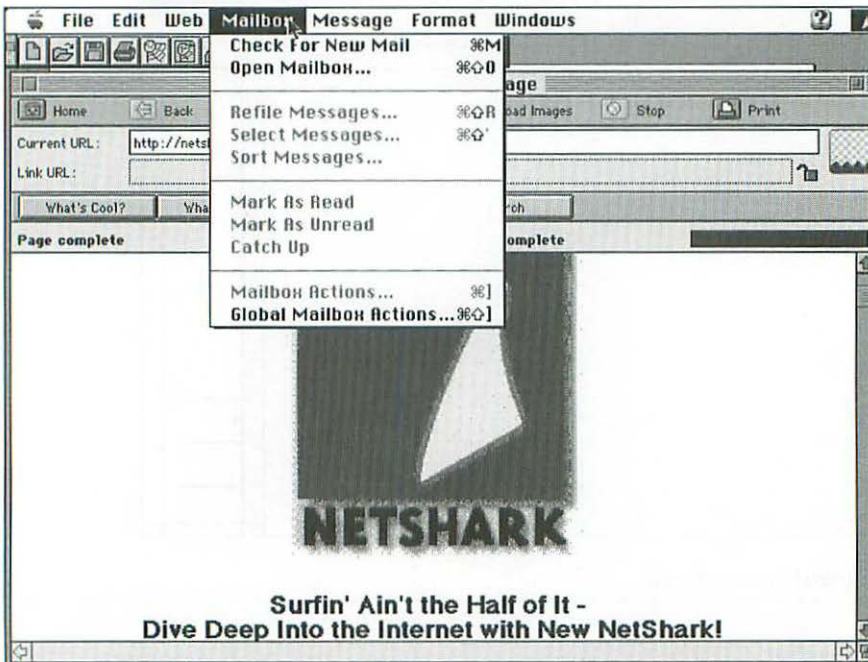 File Edit Web Mailbox Message Format Windows
Check For New Mail ⌘M
Open Mailbox... ⌘⇧O
age
Home Back oad Images Stop Print
Refile Messages... ⌘⇧R
Select Messages... ⌘⇧'
Sort Messages...
Current URL: http://nets
Link URL:
Mark As Read
Mark As Unread
Catch Up
What's Cool? Wha rch
Page complete omplete
Mailbox Actions... ⌘]
Global Mailbox Actions...⌘⇧]
NETSHARK
Surfin' Ain't the Half of It -
Dive Deep Into the Internet with New NetShark!